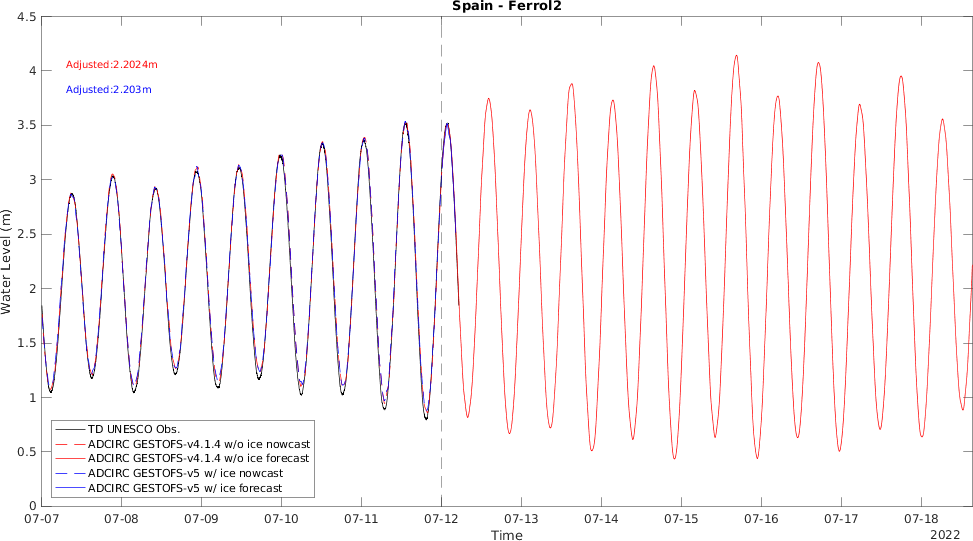 Spain - Ferrol2
4.5
4
3.5
3
2.5
2
1.5
1
0.5
0
Water Level (m)
Adjusted:2.2024m
Adjusted:2.203m
TD UNESCO Obs.
ADCIRC GESTOFS-v4.1.4 w/o ice nowcast
ADCIRC GESTOFS-v4.1.4 w/o ice forecast
ADCIRC GESTOFS-v5 w/ ice nowcast
ADCIRC GESTOFS-v5 w/ ice forecast
07-07 07-08 07-09 07-10 07-11 07-12 07-13 07-14 07-15 07-16 07-17 07-18
Time
2022